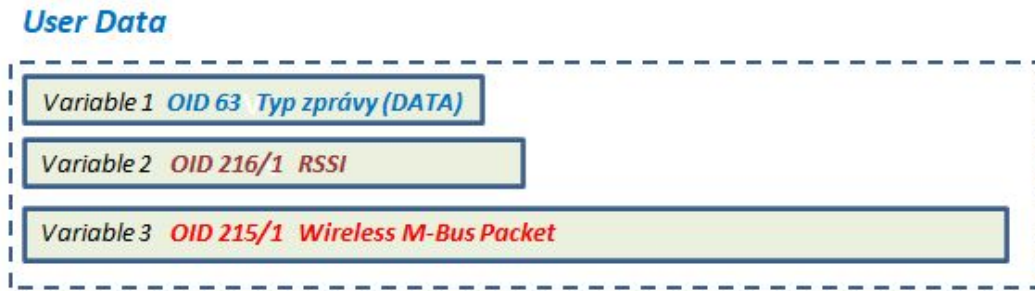 User Data
Variable 1 OID 63 Typ zprávy (DATA)
Variable 2 OID 216/1 RSSI
Variable 3 OID 215/1 Wireless M-Bus Packet